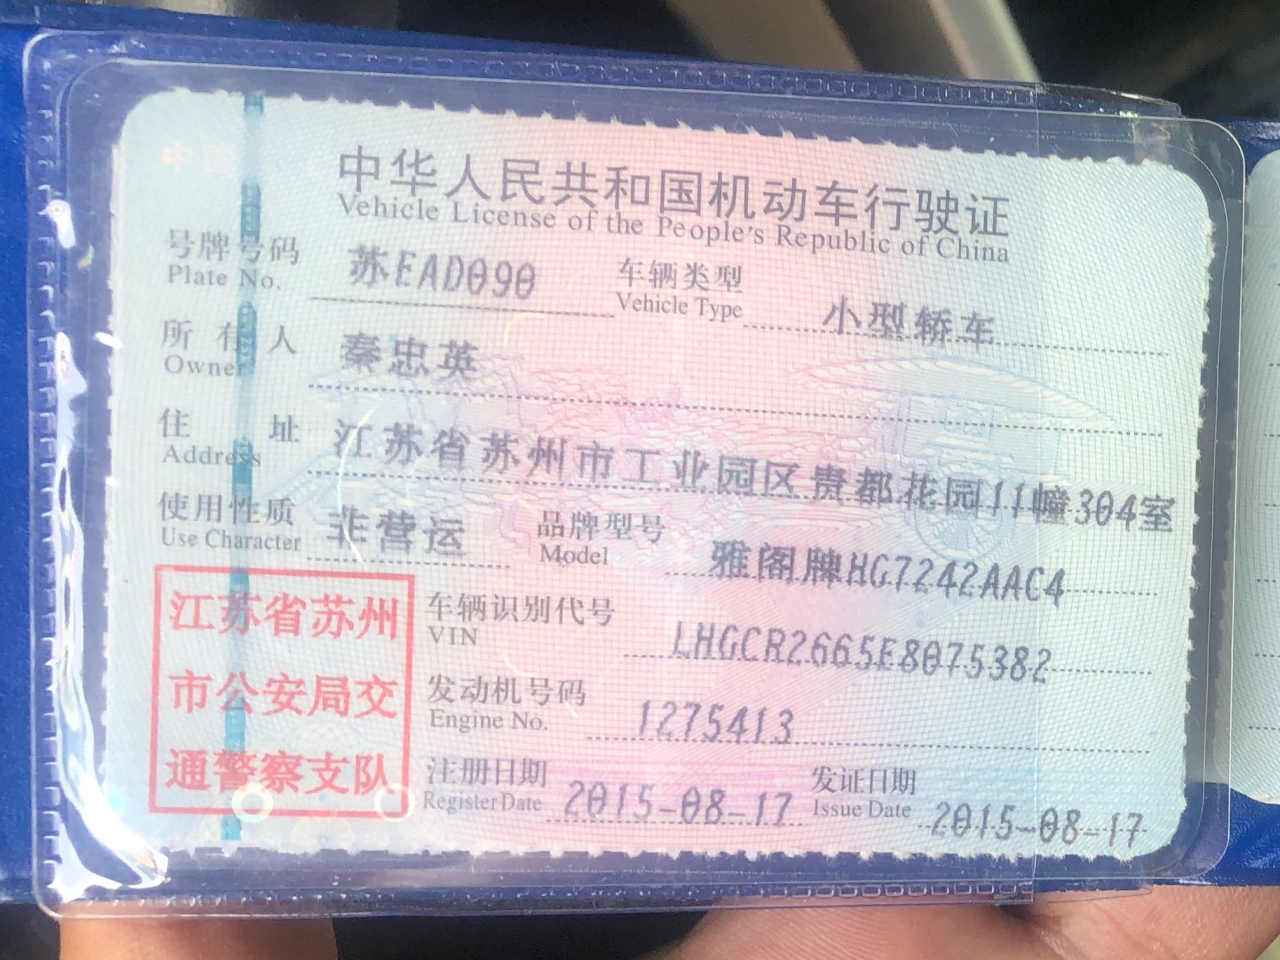 中华人民共和国机动车行驶证
Vehicle License of the People's Republic of China
号牌号码 苏EAD090 车辆类型 小型轿车
Plate No. Vehicle Type
所有人 秦忠英
Owner
住址 江苏省苏州市工业园区贵都花园11幢304室
Address
使用性质 非营运 品牌型号 雅阁牌HG7242AAC4
Use Character Model
江苏省苏州
市公安局交
通警察支队
车辆识别代号 LHGCR2665E8075382
VIN
发动机号码 1275413
Engine No.
注册日期 2015-08-17 发证日期 2015-08-17
Register Date Issue Date